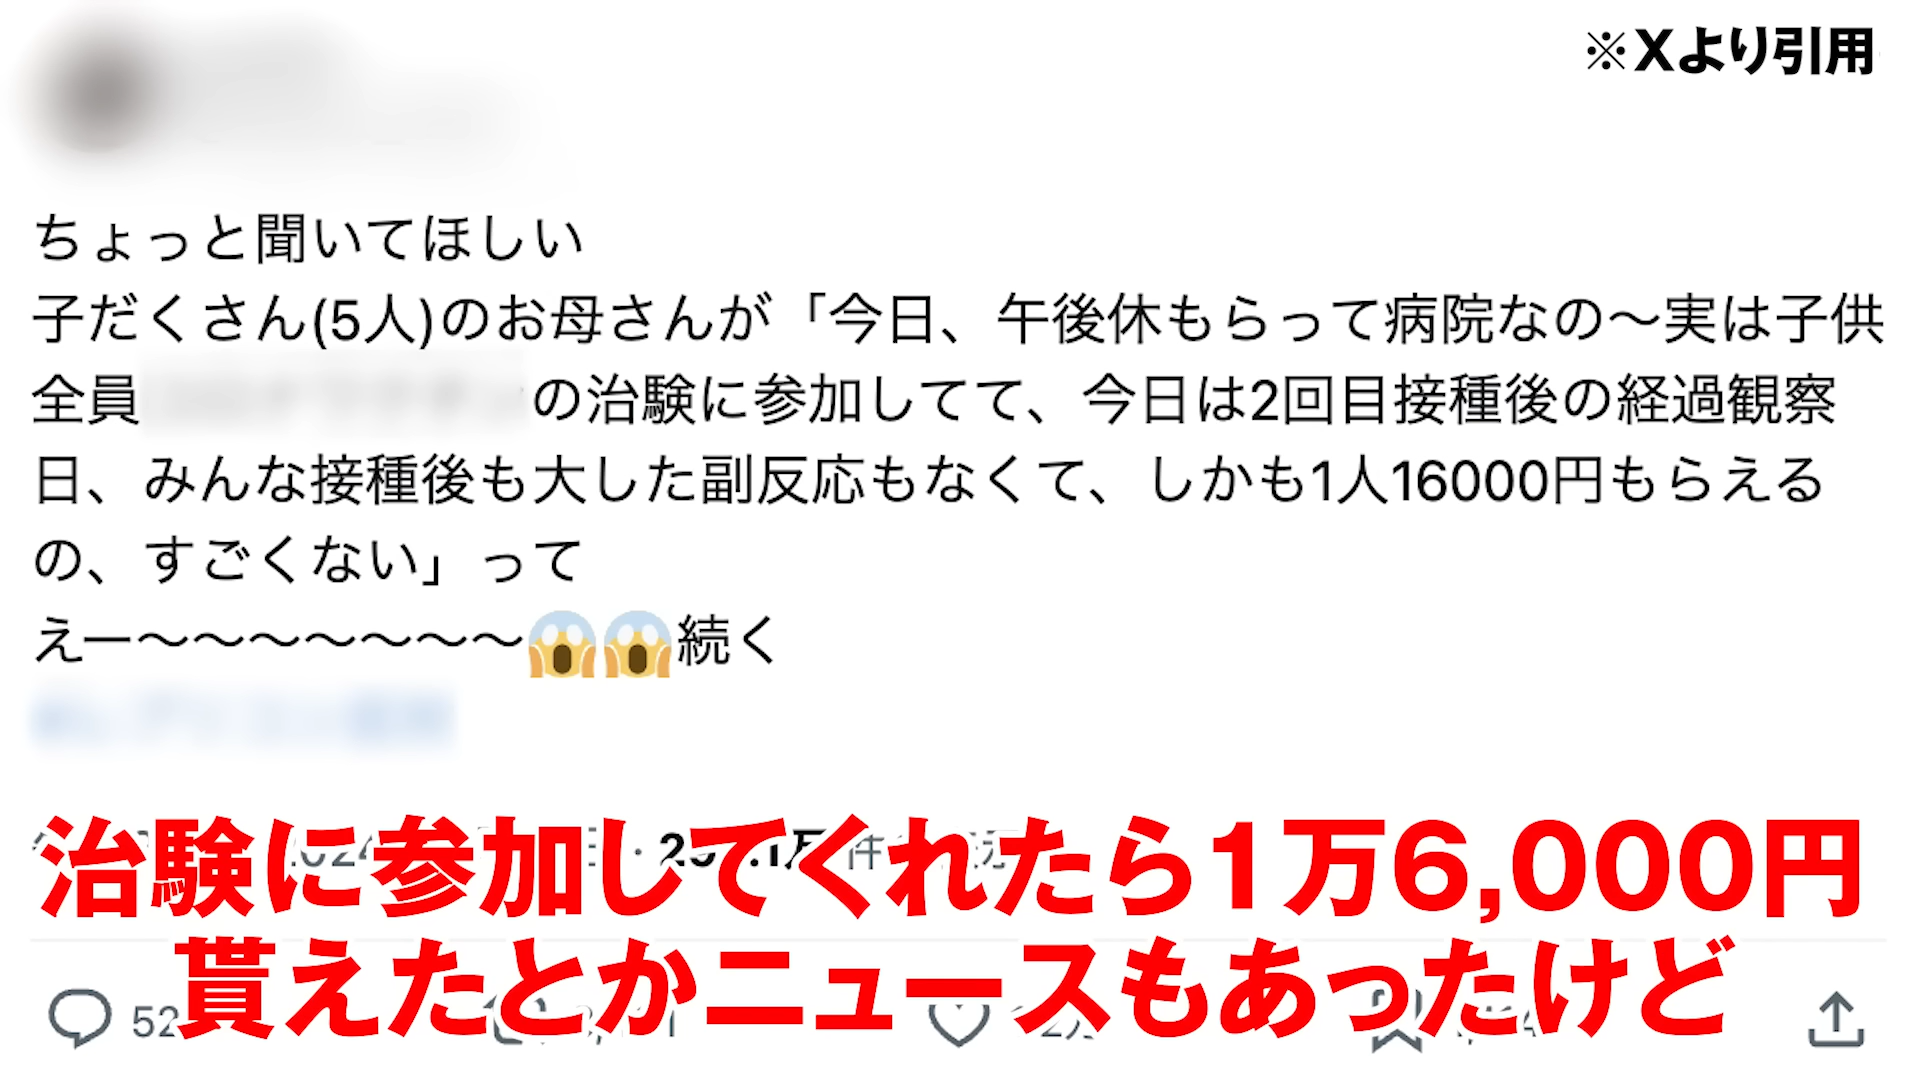 ※Xより引用
ちょっと聞いてほしい
子だくさん(5人)のお母さんが「今日、午後休もらって病院なの〜実は子供
全員
の治験に参加してて、今日は2回目接種後の経過観察
日、みんな接種後も大した副反応もなくて、しかも1人16000円もらえる
の、すごくない」って
えー〜〜〜〜〜〜〜😱😱続く
治験に参加してくれたら1万6,000円
貰えたとかニュースもあったけど